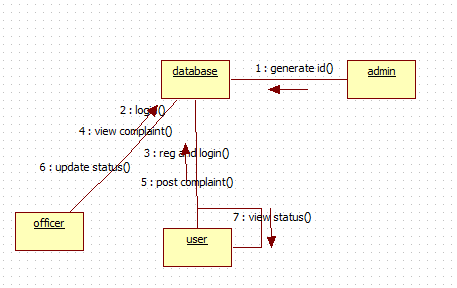 1 : generate id()
database
admin
2 : login()
4 : view complaint()
3 : reg and login()
6 : update status()
5 : post complaint()
officer
7 : view status()
user